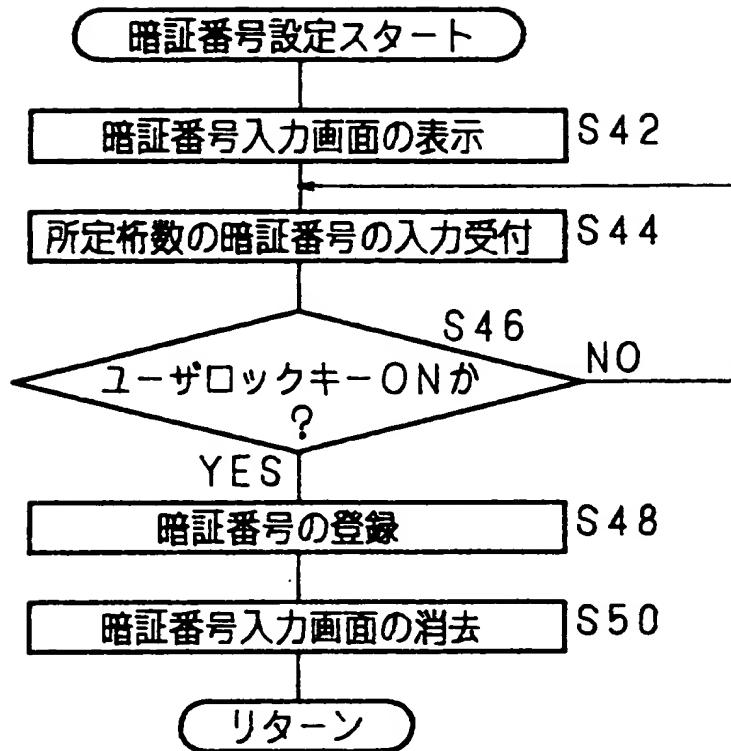 暗証番号設定スタート
暗証番号入力画面の表示 S42
所定桁数の暗証番号の入力受付 S44
S46
ユーザロックキーONか
?
NO
YES
暗証番号の登録 S48
暗証番号入力画面の消去 S50
リターン